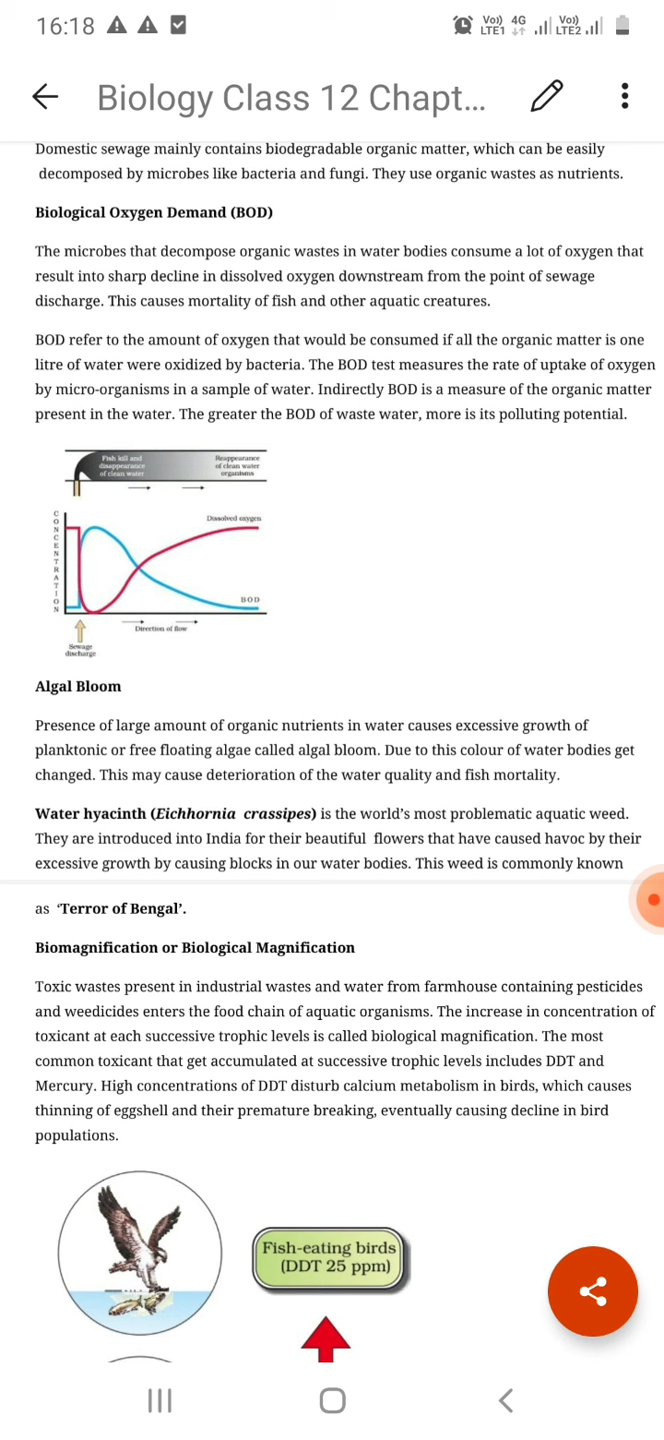 16:18
Vo)) 4G Vo))
LTE1 LTE2
Biology Class 12 Chapt...
Domestic sewage mainly contains biodegradable organic matter, which can be easily
decomposed by microbes like bacteria and fungi. They use organic wastes as nutrients.
Biological Oxygen Demand (BOD)
The microbes that decompose organic wastes in water bodies consume a lot of oxygen that
result into sharp decline in dissolved oxygen downstream from the point of sewage
discharge. This causes mortality of fish and other aquatic creatures.
BOD refer to the amount of oxygen that would be consumed if all the organic matter is one
litre of water were oxidized by bacteria. The BOD test measures the rate of uptake of oxygen
by micro-organisms in a sample of water. Indirectly BOD is a measure of the organic matter
present in the water. The greater the BOD of waste water, more is its polluting potential.
Fish kill and
disappearance
of clean water
Reappearance
of clean water
organisms
CONCENTRATION
Dissolved oxygen
BOD
Direction of flow
Sewage
discharge
Algal Bloom
Presence of large amount of organic nutrients in water causes excessive growth of
planktonic or free floating algae called algal bloom. Due to this colour of water bodies get
changed. This may cause deterioration of the water quality and fish mortality.
Water hyacinth (Eichhornia crassipes) is the world's most problematic aquatic weed.
They are introduced into India for their beautiful flowers that have caused havoc by their
excessive growth by causing blocks in our water bodies. This weed is commonly known
as ‘Terror of Bengal’.
Biomagnification or Biological Magnification
Toxic wastes present in industrial wastes and water from farmhouse containing pesticides
and weedicides enters the food chain of aquatic organisms. The increase in concentration of
toxicant at each successive trophic levels is called biological magnification. The most
common toxicant that get accumulated at successive trophic levels includes DDT and
Mercury. High concentrations of DDT disturb calcium metabolism in birds, which causes
thinning of eggshell and their premature breaking, eventually causing decline in bird
populations.
Fish-eating birds
(DDT 25 ppm)